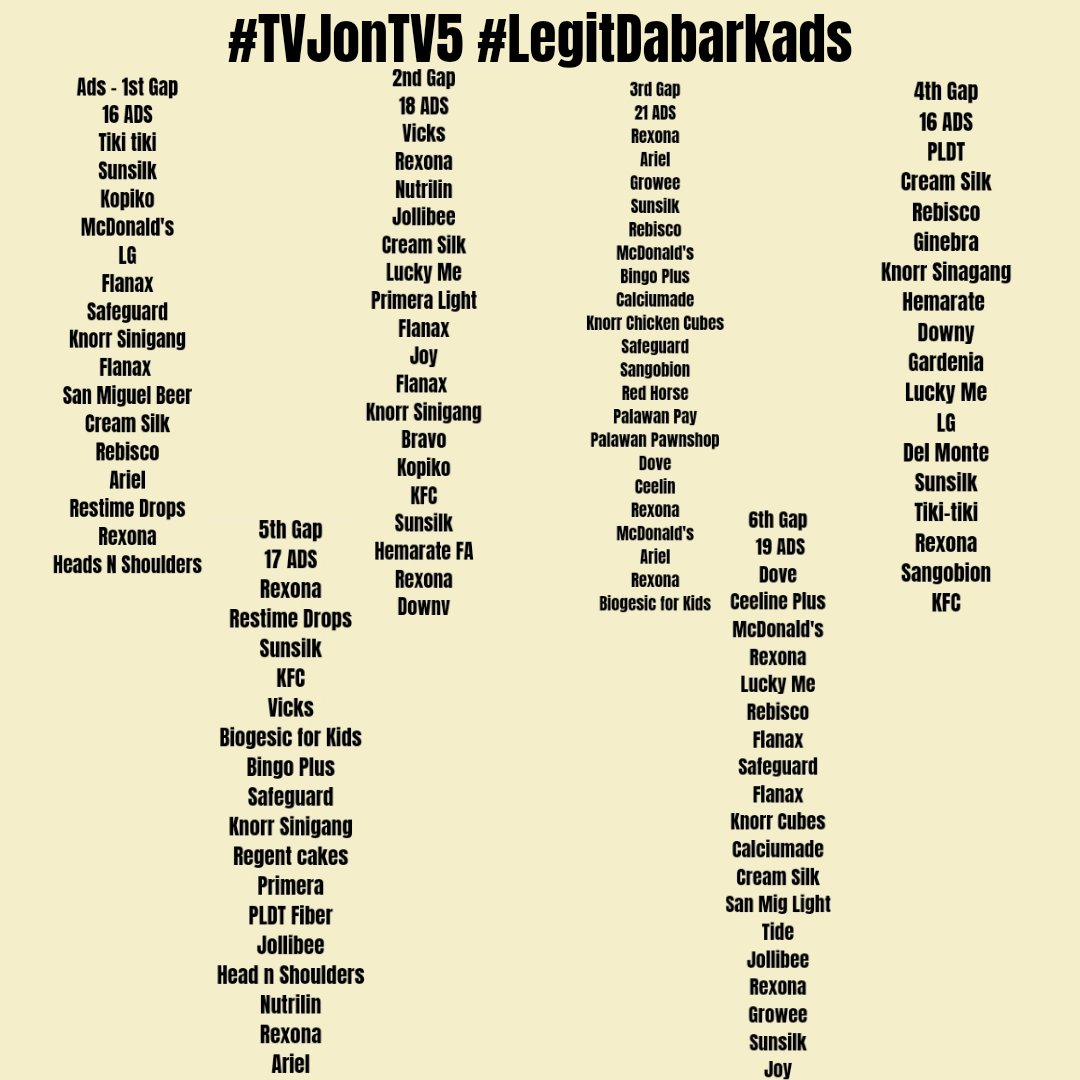 #TVJonTV5 #LegitDabarkads
Ads - 1st Gap
16 ADS
Tiki tiki
Sunsilk
Kopiko
McDonald's
LG
Flanax
Safeguard
Knorr Sinigang
Flanax
San Miguel Beer
Cream Silk
Rebisco
Ariel
Restime Drops
Rexona
Heads N Shoulders
2nd Gap
18 ADS
Vicks
Rexona
Nutrilin
Jollibee
Cream Silk
Lucky Me
Primera Light
Flanax
Joy
Flanax
Knorr Sinigang
Bravo
Kopiko
KFC
Sunsilk
Hemarate FA
Rexona
Downy
3rd Gap
21 ADS
Rexona
Ariel
Growee
Sunsilk
Rebisco
McDonald's
Bingo Plus
Calciumade
Knorr Chicken Cubes
Safeguard
Sangobion
Red Horse
Palawan Pay
Palawan Pawnshop
Dove
Ceelin
Rexona
McDonald's
Ariel
Rexona
Biogesic for Kids
4th Gap
16 ADS
PLDT
Cream Silk
Rebisco
Ginebra
Knorr Sinagang
Hemarate
Downy
Gardenia
Lucky Me
LG
Del Monte
Sunsilk
Tiki-tiki
Rexona
Sangobion
KFC
5th Gap
17 ADS
Rexona
Restime Drops
Sunsilk
KFC
Vicks
Biogesic for Kids
Bingo Plus
Safeguard
Knorr Sinigang
Regent cakes
Primera
PLDT Fiber
Jollibee
Head n Shoulders
Nutrilin
Rexona
Ariel
6th Gap
19 ADS
Dove
Ceeline Plus
McDonald's
Rexona
Lucky Me
Rebisco
Flanax
Safeguard
Flanax
Knorr Cubes
Calciumade
Cream Silk
San Mig Light
Tide
Jollibee
Rexona
Growee
Sunsilk
Joy